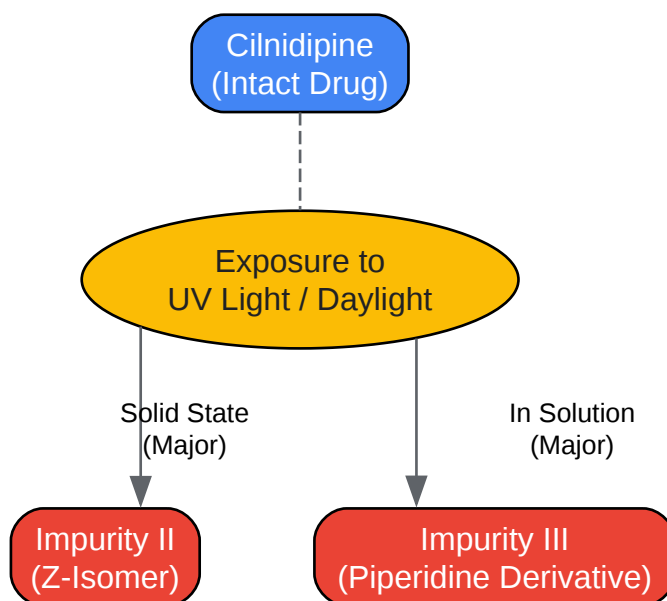 Cilnidipine
(Intact Drug)
Exposure to
UV Light / Daylight
Solid State
(Major)
In Solution
(Major)
Impurity II
(Z-Isomer)
Impurity III
(Piperidine Derivative)